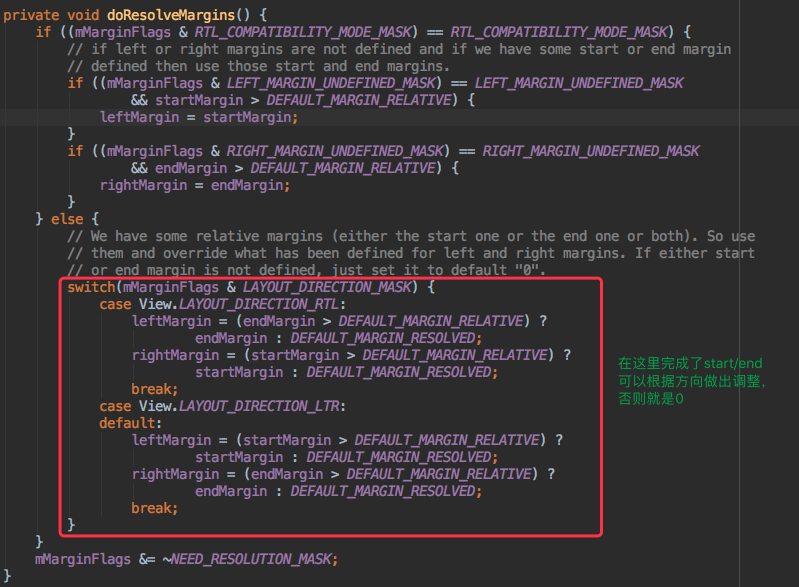 private void doResolveMargins() {
    if ((mMarginFlags & RTL_COMPATIBILITY_MODE_MASK) == RTL_COMPATIBILITY_MODE_MASK) {
        // if left or right margins are not defined and if we have some start or end margin
        // defined then use those start and end margins.
        if ((mMarginFlags & LEFT_MARGIN_UNDEFINED_MASK) == LEFT_MARGIN_UNDEFINED_MASK
                && startMargin > DEFAULT_MARGIN_RELATIVE) {
            leftMargin = startMargin;
        }
        if ((mMarginFlags & RIGHT_MARGIN_UNDEFINED_MASK) == RIGHT_MARGIN_UNDEFINED_MASK
                && endMargin > DEFAULT_MARGIN_RELATIVE) {
            rightMargin = endMargin;
        }
    } else {
        // We have some relative margins (either the start one or the end one or both). So use
        // them and override what has been defined for left and right margins. If either start
        // or end margin is not defined, just set it to default "0".
        switch(mMarginFlags & LAYOUT_DIRECTION_MASK) {
            case View.LAYOUT_DIRECTION_RTL:
                leftMargin = (endMargin > DEFAULT_MARGIN_RELATIVE) ?
                        endMargin : DEFAULT_MARGIN_RESOLVED;
                rightMargin = (startMargin > DEFAULT_MARGIN_RELATIVE) ?
                        startMargin : DEFAULT_MARGIN_RESOLVED;
                break;
            case View.LAYOUT_DIRECTION_LTR:
            default:
                leftMargin = (startMargin > DEFAULT_MARGIN_RELATIVE) ?
                        startMargin : DEFAULT_MARGIN_RESOLVED;
                rightMargin = (endMargin > DEFAULT_MARGIN_RELATIVE) ?
                        endMargin : DEFAULT_MARGIN_RESOLVED;
                break;
        }
    }
    mMarginFlags &= ~NEED_RESOLUTION_MASK;
}
在这里完成了start/end
可以根据方向做出调整,
否则就是0